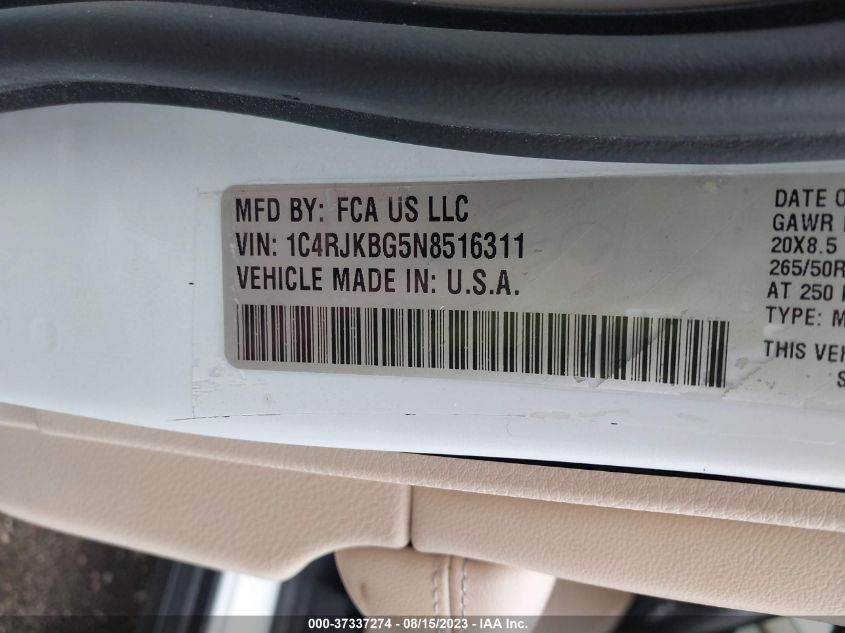 MFD BY: FCA US LLC
VIN: 1C4RJKBG5N8516311
VEHICLE MADE IN: U.S.A.
DATE O
GAWR
20X8.5
265/50R
AT 250
TYPE: M
THIS VEH
S
000-37337274 - 08/15/2023 - IAA Inc.